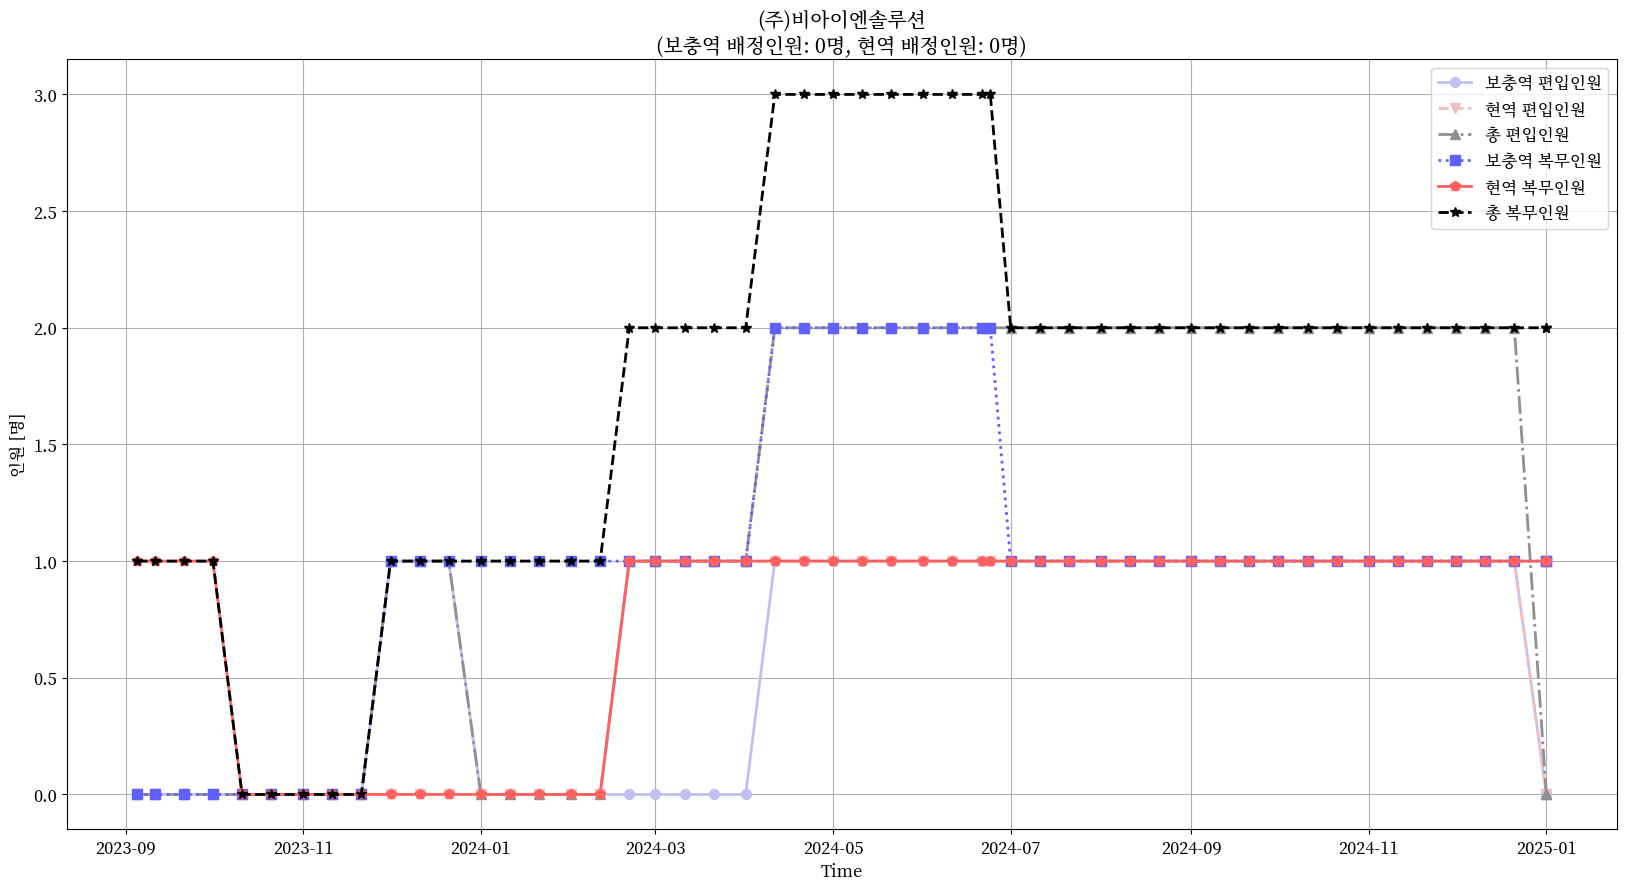 (주)비아이엔솔루션
(보충역 배정인원: 0명, 현역 배정인원: 0명)
보충역 편입인원
현역 편입인원
총 편입인원
보충역 복무인원
현역 복무인원
총 복무인원
인원 [명]
3.0
2.5
2.0
1.5
1.0
0.5
0.0
2023-09 2023-11 2024-01 2024-03 2024-05 2024-07 2024-09 2024-11 2025-01
Time